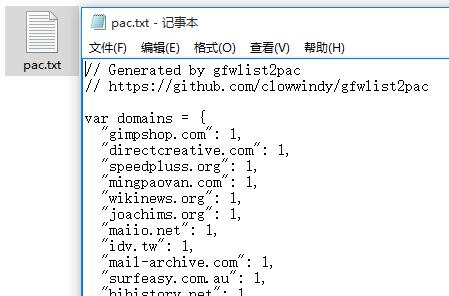 pac.txt
pac.txt - 记事本
文件(F) 编辑(E) 格式(O) 查看(V) 帮助(H)
// Generated by gfwlist2pac
// https://github.com/clowwindy/gfwlist2pac
var domains = {
"gimpshop.com": 1,
"directcreative.com": 1,
"speedpluss.org": 1,
"mingpaovan.com": 1,
"wikinews.org": 1,
"joachims.org": 1,
"maiio.net": 1,
"idv.tw": 1,
"mail-archive.com": 1,
"surfeasy.com.au": 1,
"hihistory.net": 1,